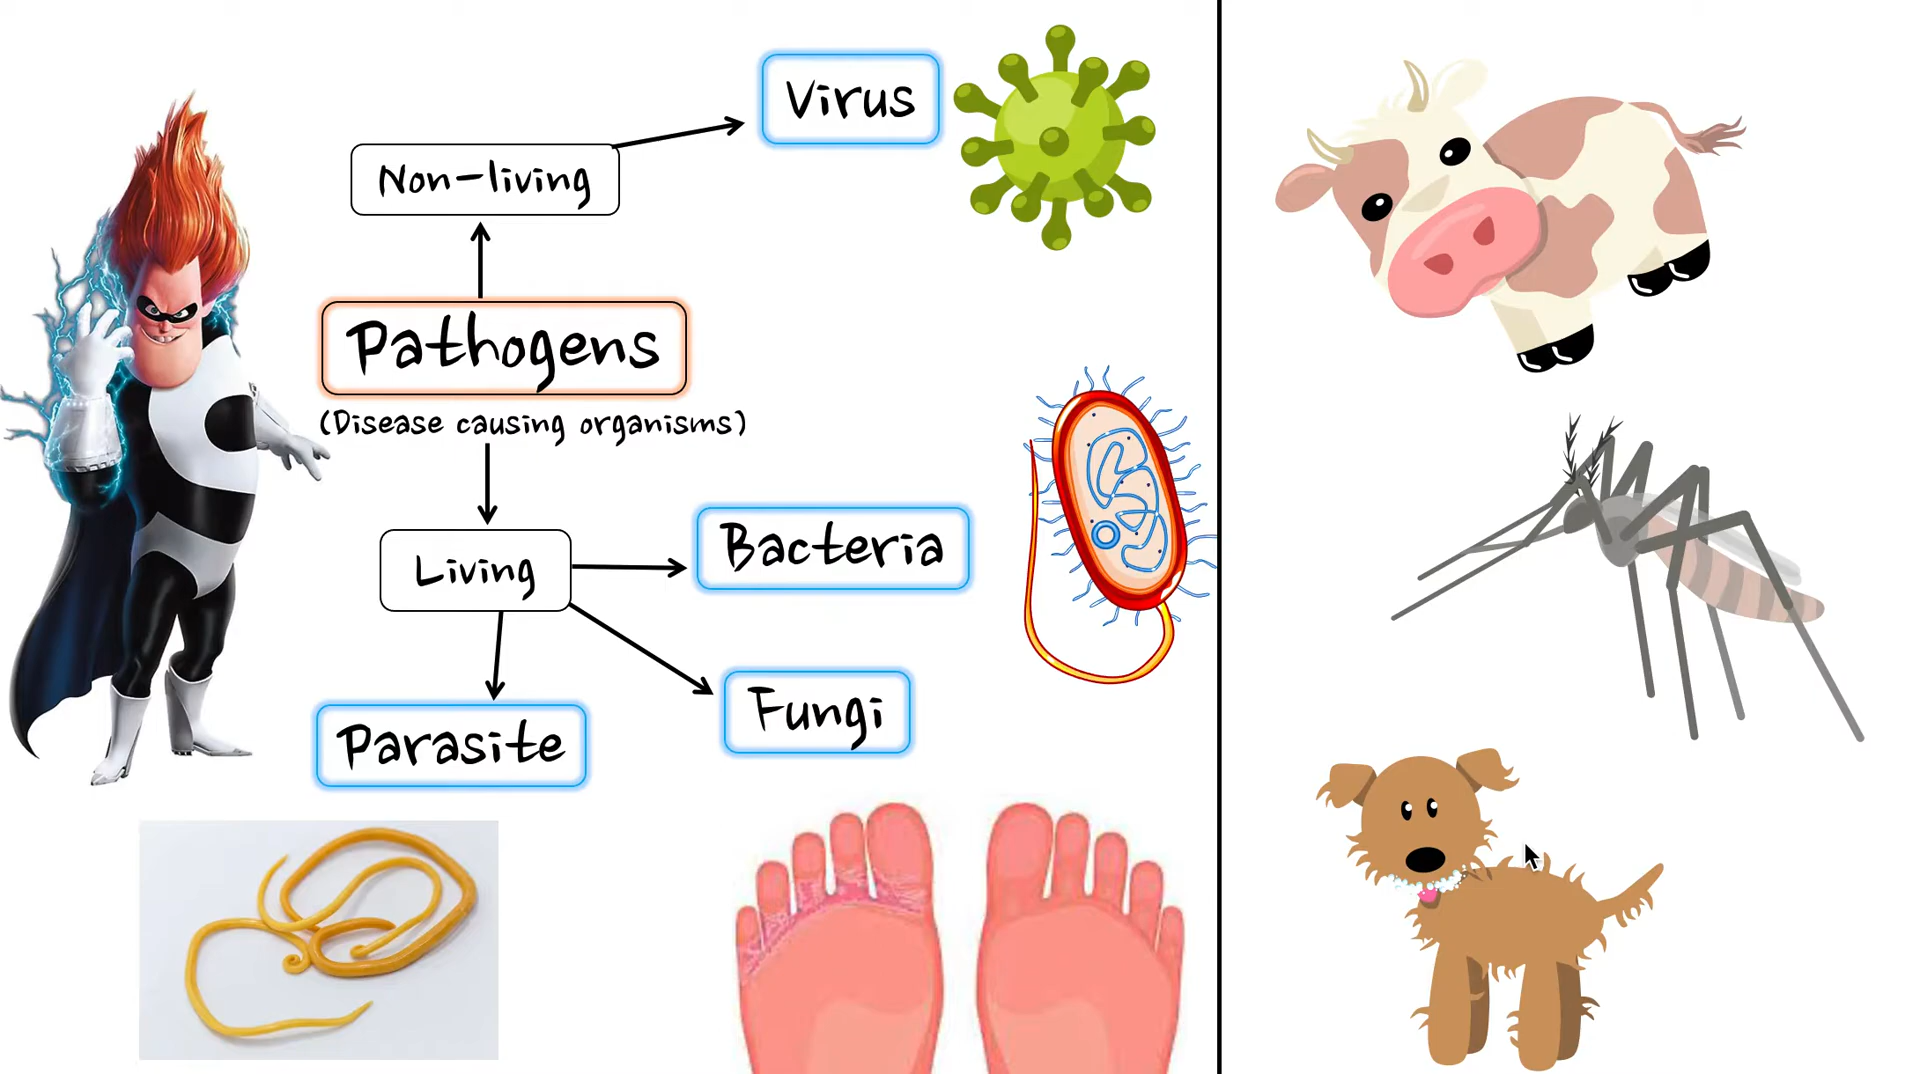 Virus
Non-living
Pathogens
(Disease causing organisms)
Living
Bacteria
Fungi
Parasite